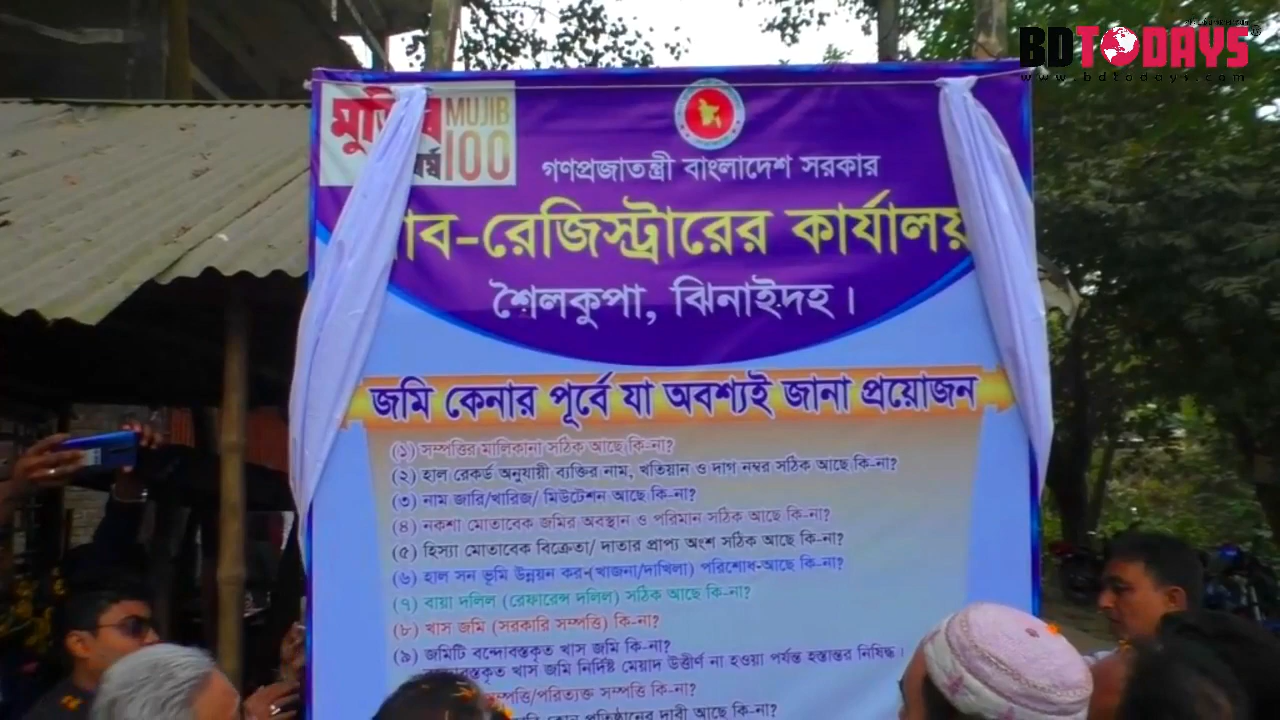 BDTODAYS
www.bdtodays.com
MUJIB
100
গণপ্রজাতন্ত্রী বাংলাদেশ সরকার
াব-রেজিস্ট্রারের কার্যালয়
শৈলকুপা, ঝিনাইদহ।
জমি কেনার পূর্বে যা অবশ্যই জানা প্রয়োজন
(১) সম্পত্তির মালিকানা সঠিক আছে কি-না?
(২) হাল রেকর্ড অনুযায়ী ব্যক্তির নাম, খতিয়ান ও দাগ নম্বর সঠিক আছে কি-না?
(৩) নাম জারি/খারিজ/ মিউটেশন আছে কি-না?
(৪) নকশা মোতাবেক জমির অবস্থান ও পরিমান সঠিক আছে কি-না?
(৫) হিস্যা মোতাবেক বিক্রেতা/ দাতার প্রাপ্য অংশ সঠিক আছে কি-না?
(৬) হাল সন ভূমি উন্নয়ন কর-(খাজনা/দাখিলা) পরিশোধ-আছে কি-না?
(৭) বায়া দলিল (রেফারেন্স দলিল) সঠিক আছে কি-না?
(৮) খাস জমি (সরকারি সম্পত্তি) কি-না?
(৯) জমিটি বন্দোবস্তকৃত খাস জমি কি-না?
খাস জমি নির্দিষ্ট মেয়াদ উত্তীর্ণ না হওয়া পর্যন্ত হস্তান্তর নিষিদ্ধ।
সম্পত্তি/পরিত্যক্ত সম্পত্তি কি-না?
কোন প্রতিষ্ঠানের দাবী আছে কি-না?